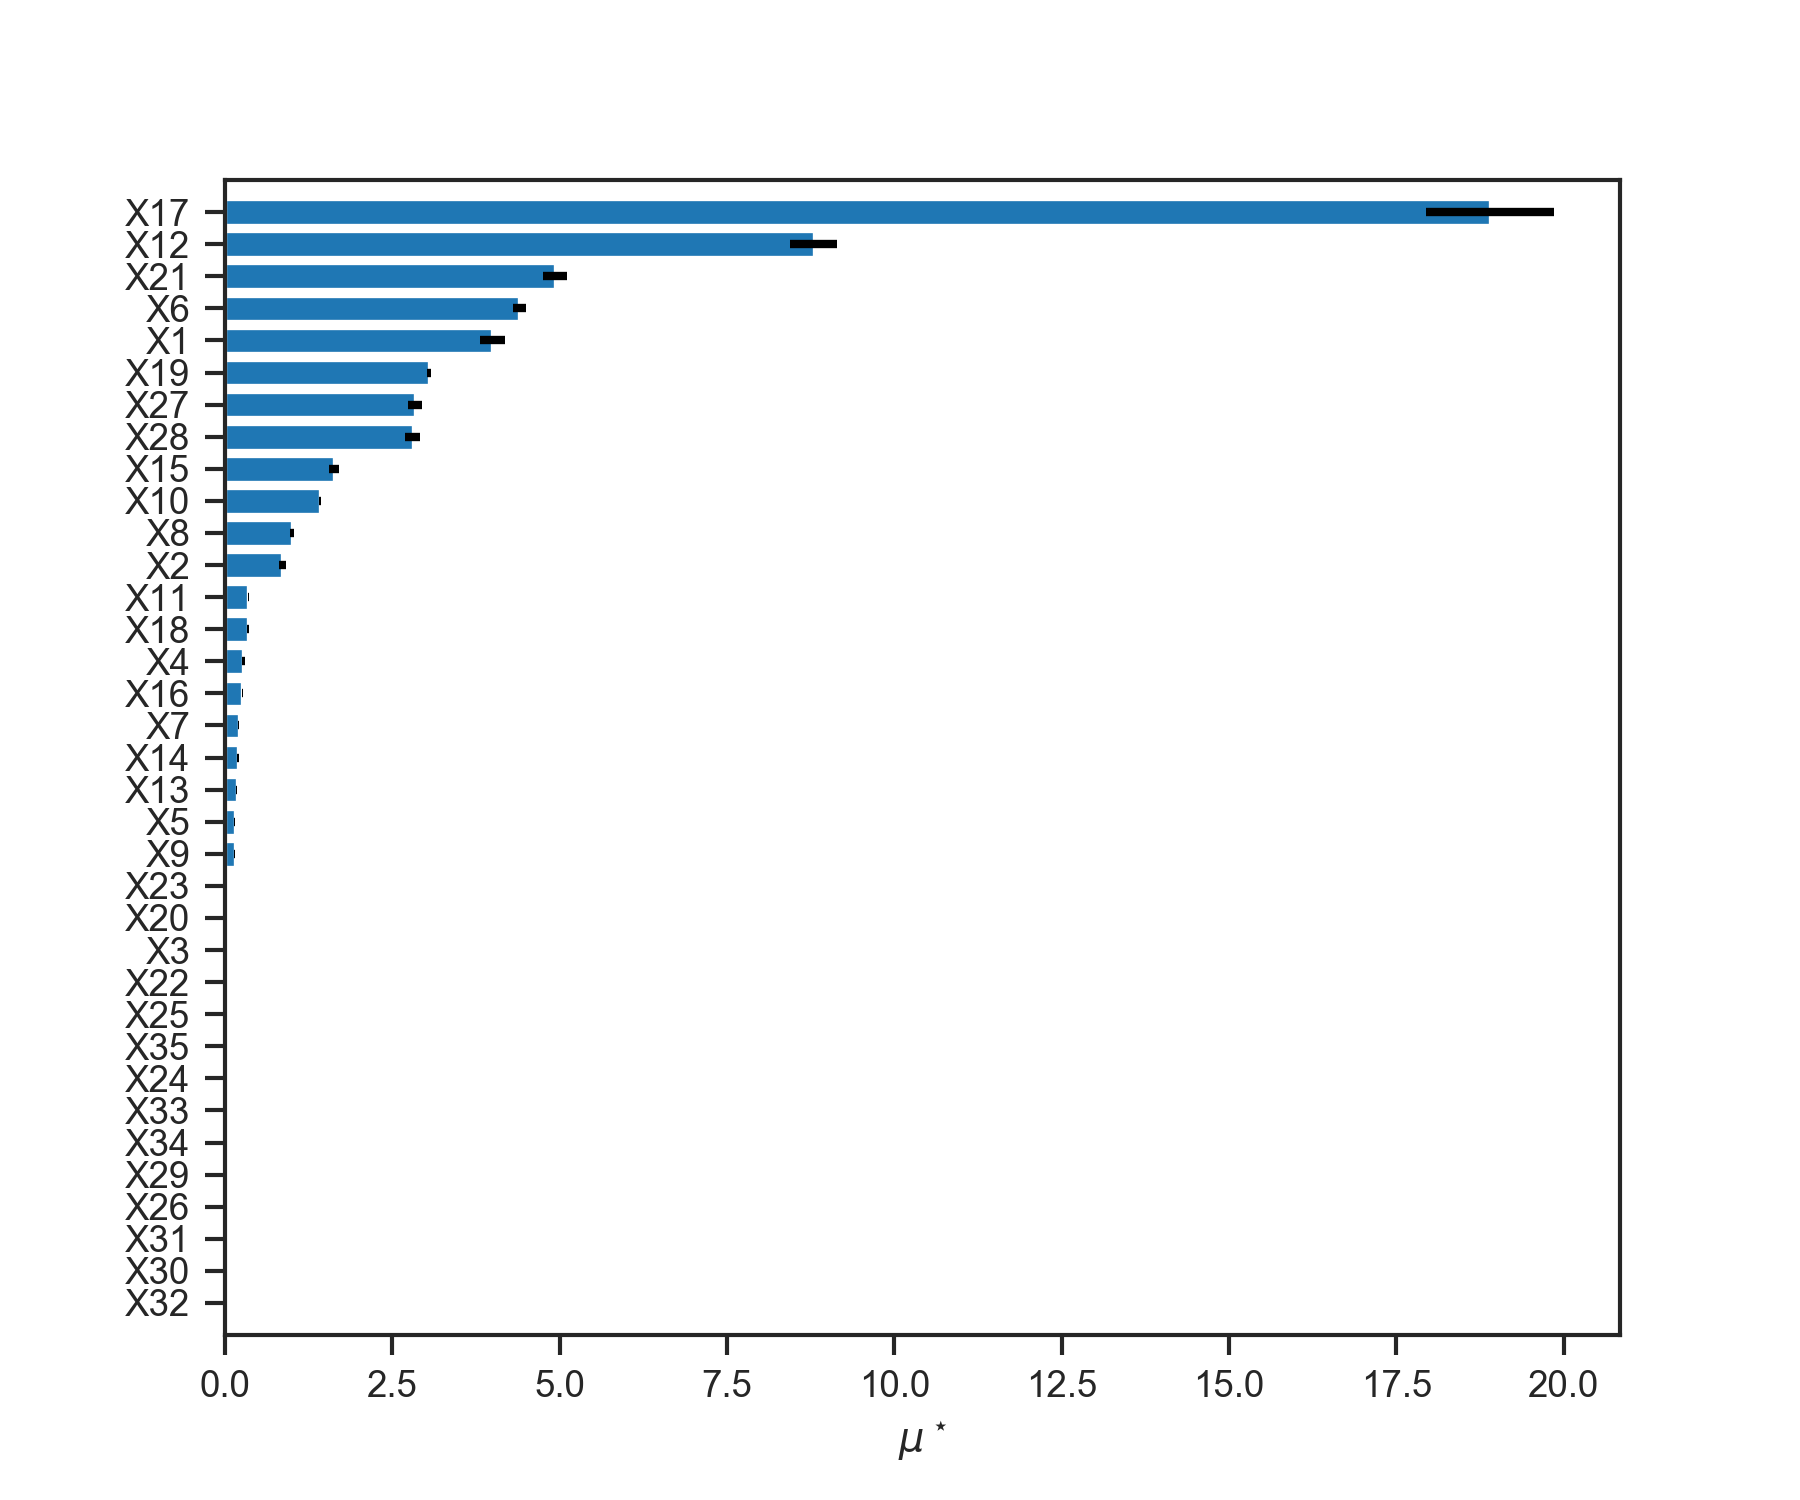 X17
X12
X21
X6
X1
X19
X27
X28
X15
X10
X8
X2
X11
X18
X4
X16
X7
X14
X13
X5
X9
X23
X20
X3
X22
X25
X35
X24
X33
X34
X29
X26
X31
X30
X32
0.0 2.5 5.0 7.5 10.0 12.5 15.0 17.5 20.0
μ*